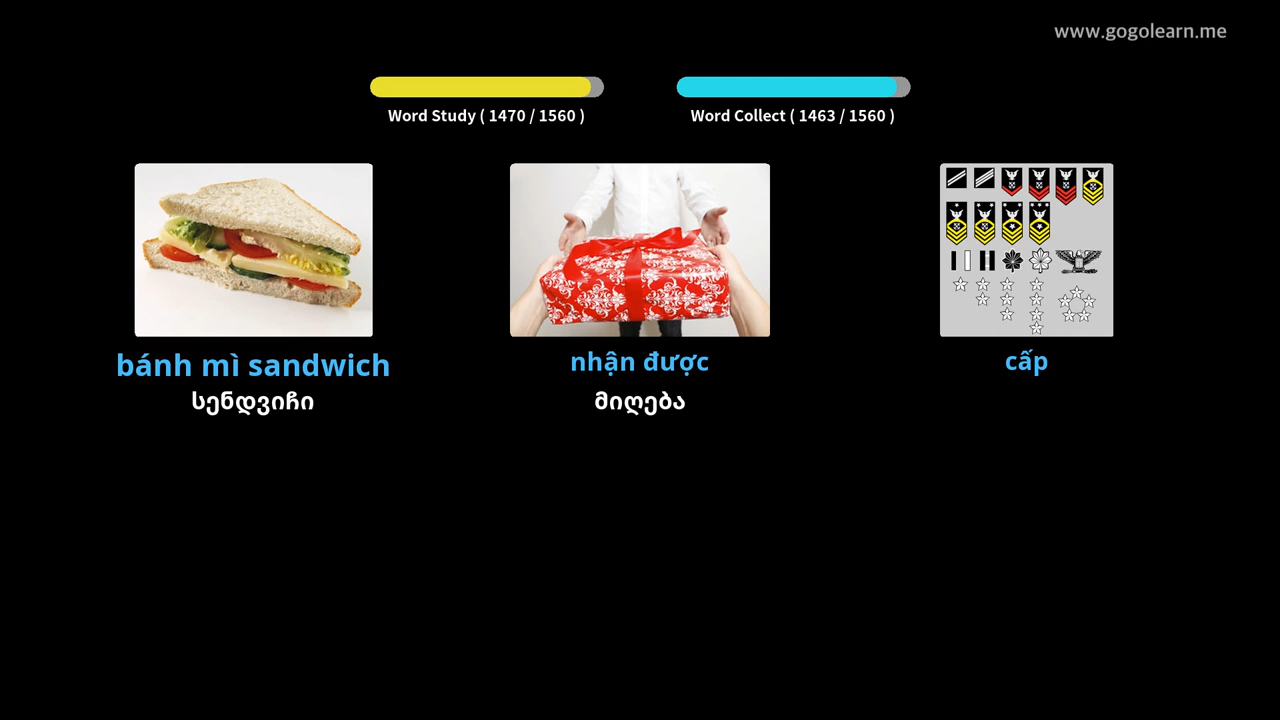 www.gogolearn.me
Word Study ( 1470 / 1560 )
Word Collect ( 1463 / 1560 )
bánh mì sandwich
სენდვიჩი
nhận được
მიღება
cấp